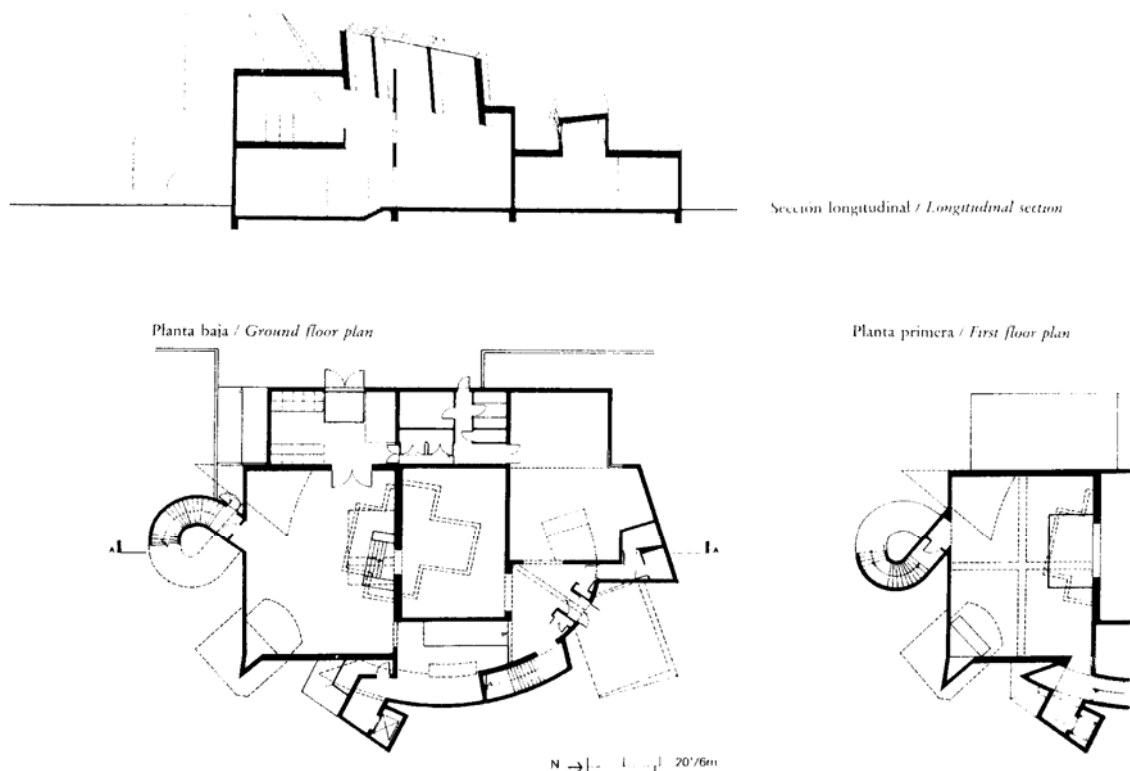 Sección longitudinal / Longitudinal section
Planta baja / Ground floor plan
Planta primera / First floor plan
A
A
N 20'/6m